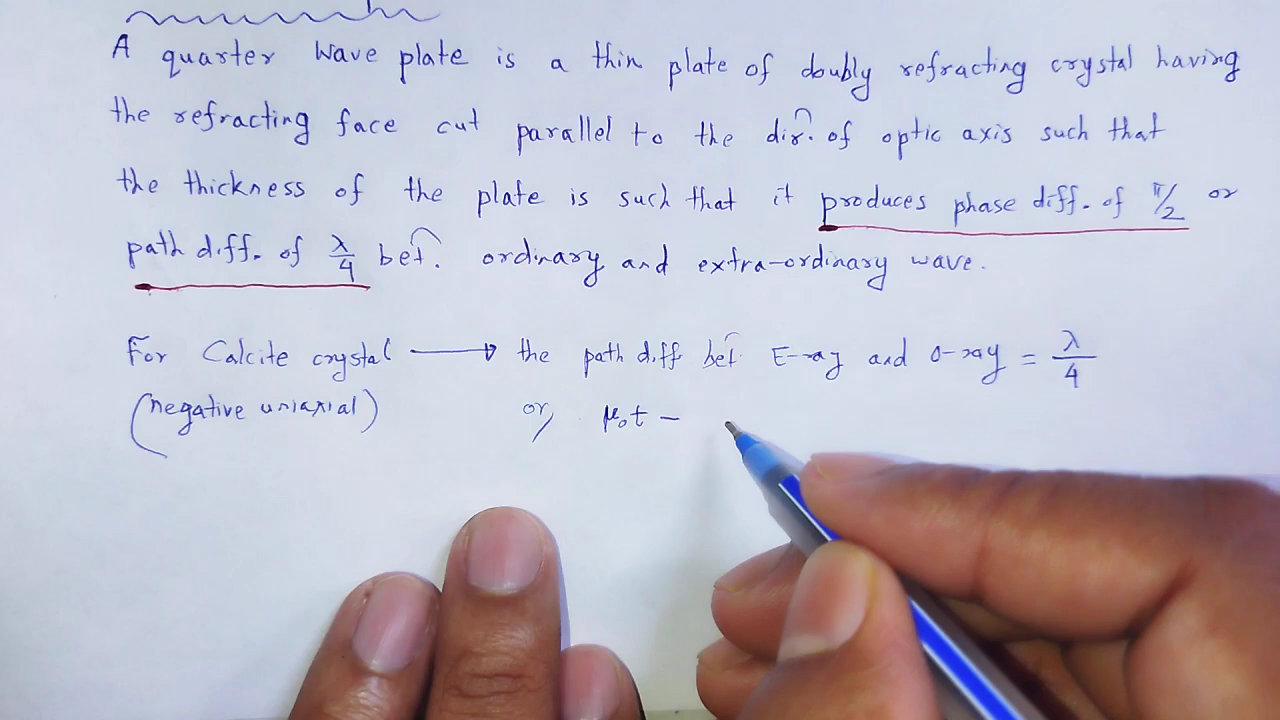 A quarter wave plate is a thin plate of doubly refracting crystal having
the refracting face cut parallel to the dirn. of optic axis such that
the thickness of the plate is such that it produces phase diff. of π/2 or
path diff. of λ/4 betn. ordinary and extra-ordinary wave.
For Calcite crystal → the path diff betn. E-ray and O-ray = λ/4
(negative uniaxial) or, μ₀t -